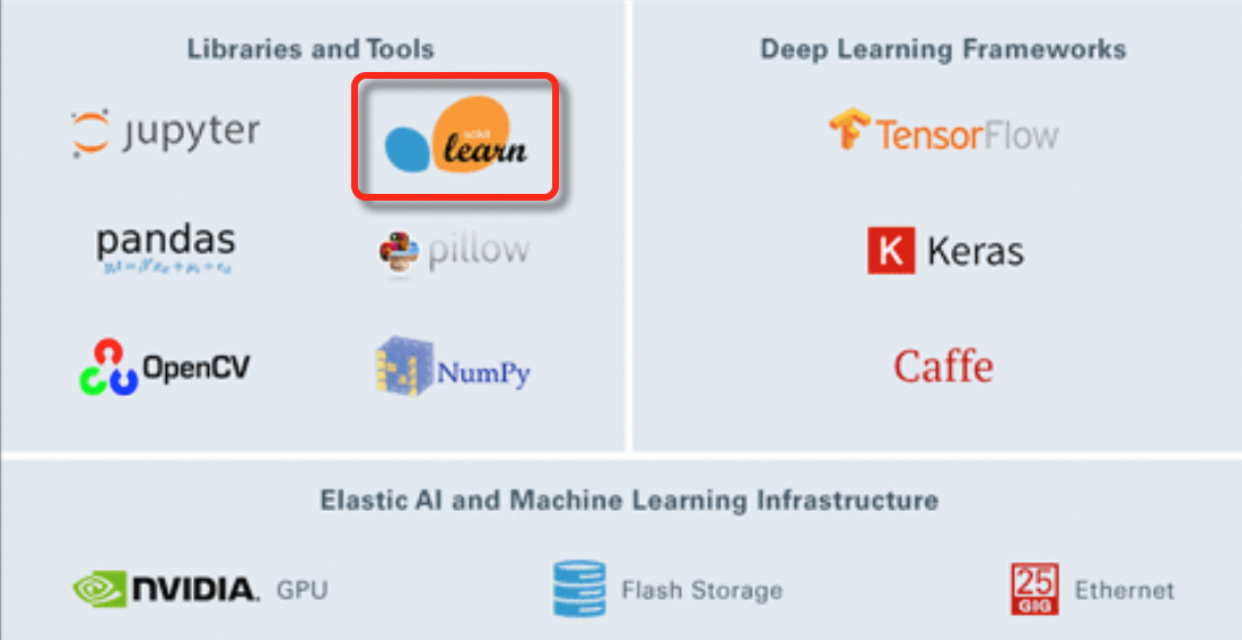 Libraries and Tools
jupyter
scikit
learn
pandas
pillow
OpenCV
NumPy
Deep Learning Frameworks
TensorFlow
K Keras
Caffe
Elastic AI and Machine Learning Infrastructure
NVIDIA. GPU
Flash Storage
25
GIG
Ethernet